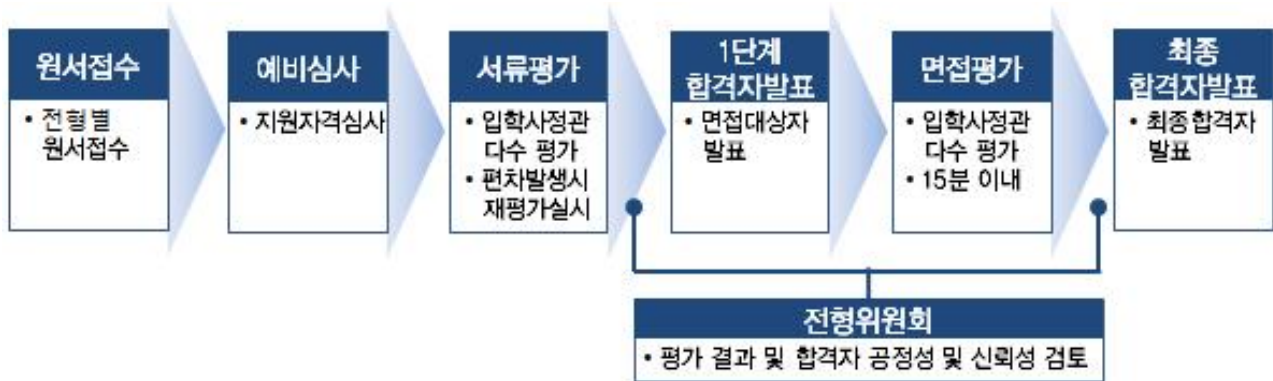 원서접수
• 전형별
원서접수
예비심사
• 지원자격심사
서류평가
• 입학사정관
다수 평가
• 편차발생시
재평가실시
1단계
합격자발표
• 면접대상자
발표
면접평가
• 입학사정관
다수 평가
• 15분 이내
최종
합격자발표
• 최종합격자
발표
전형위원회
• 평가 결과 및 합격자 공정성 및 신뢰성 검토